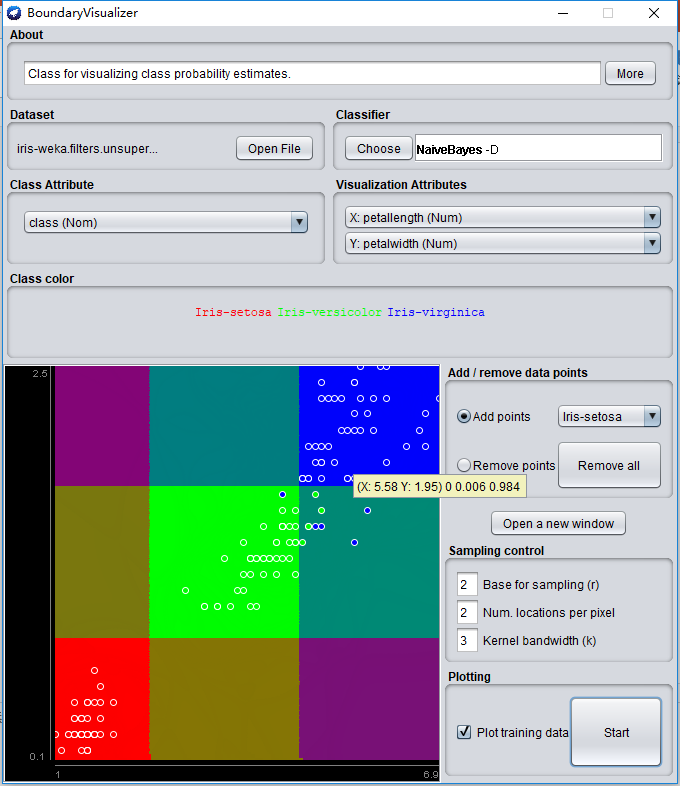 BoundaryVisualizer
About
Class for visualizing class probability estimates.
More
Dataset
Classifier
iris-weka.filters.unsuper...
Open File
Choose
NaiveBayes -D
Class Attribute
Visualization Attributes
class (Nom)
X: petallength (Num)
Y: petalwidth (Num)
Class color
Iris-setosa Iris-versicolor Iris-virginica
2.5
0.1
1
6.9
(X: 5.58 Y: 1.95) 0 0.006 0.984
Add / remove data points
Add points
Iris-setosa
Remove points
Remove all
Open a new window
Sampling control
2 Base for sampling (r)
2 Num. locations per pixel
3 Kernel bandwidth (k)
Plotting
Plot training data
Start